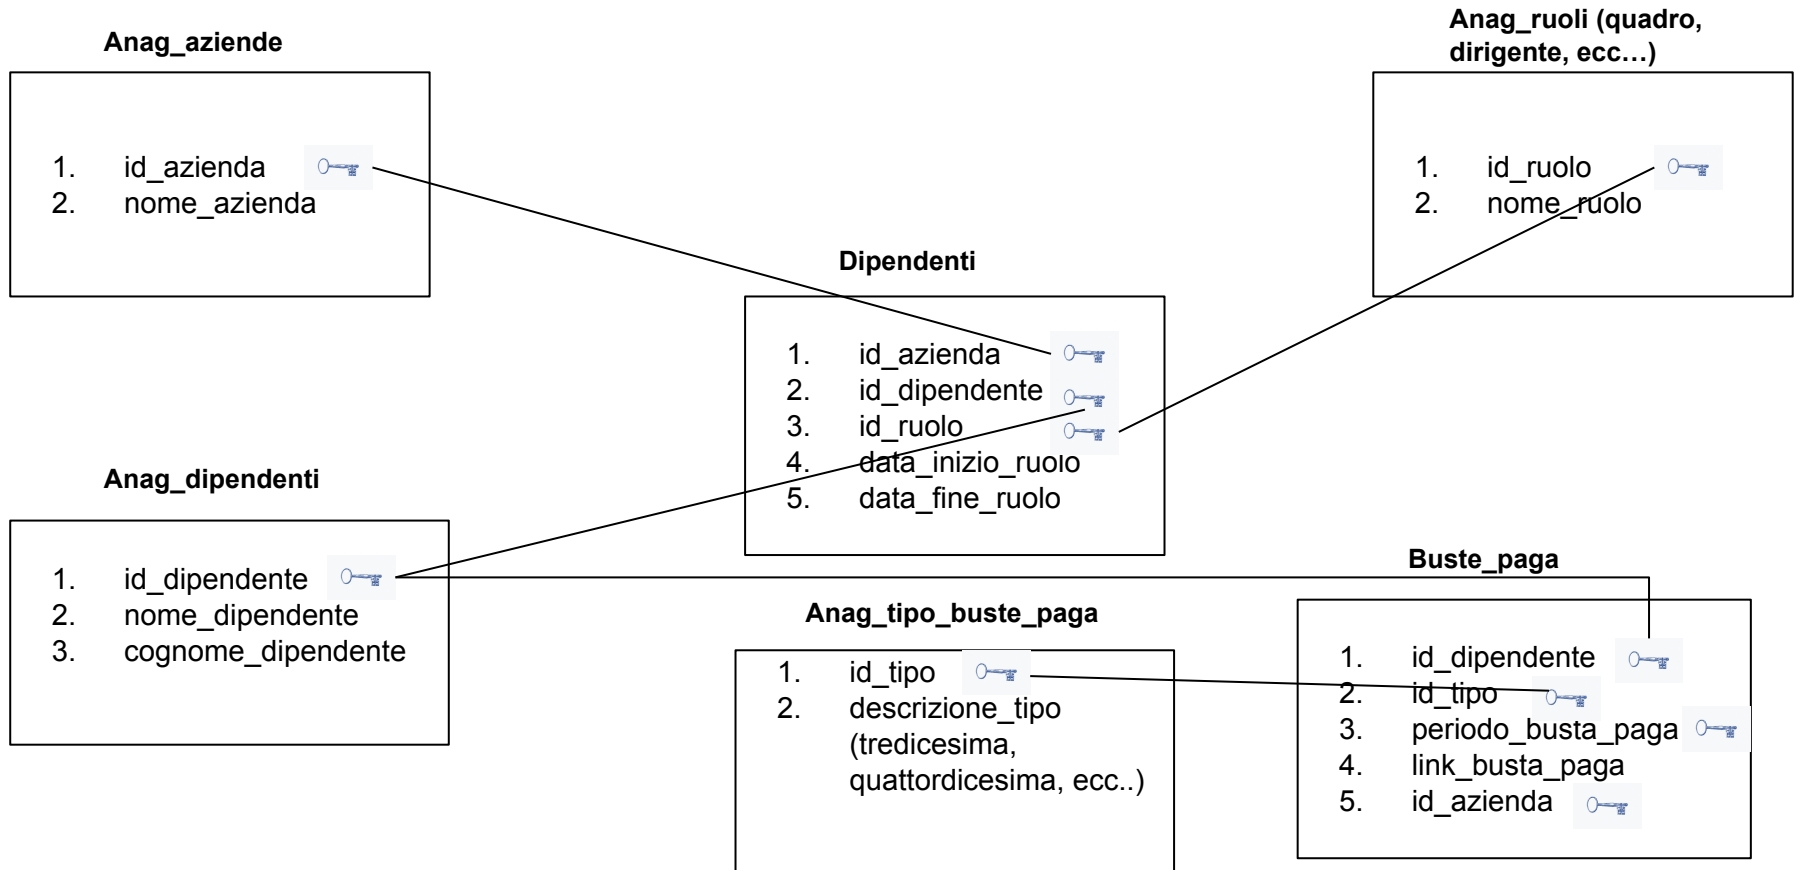 Anag_aziende
1. id_azienda
2. nome_azienda
Anag_ruoli (quadro,
dirigente, ecc…)
1. id_ruolo
2. nome_ruolo
Dipendenti
1. id_azienda
2. id_dipendente
3. id_ruolo
4. data_inizio_ruolo
5. data_fine_ruolo
Anag_dipendenti
1. id_dipendente
2. nome_dipendente
3. cognome_dipendente
Anag_tipo_buste_paga
1. id_tipo
2. descrizione_tipo
(tredicesima,
quattordicesima, ecc..)
Buste_paga
1. id_dipendente
2. id_tipo
3. periodo_busta_paga
4. link_busta_paga
5. id_azienda